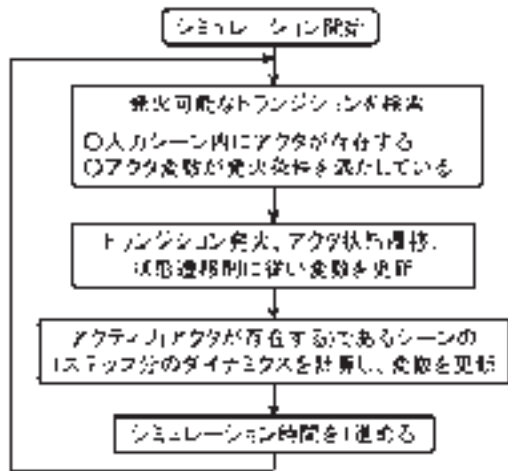 シミュレーション開始
発火可能なトランジションを検索
○入力シーン内にアクタが存在する
○アクタ変数が発火条件を満たしている
トランジション発火、アクタ状態遷移、
状態遷移則に従い変数を更新
アクティブ(アクタが存在する)であるシーンの
1ステップ分のダイナミクスを計算し、変数を更新
シミュレーション時間を1進める